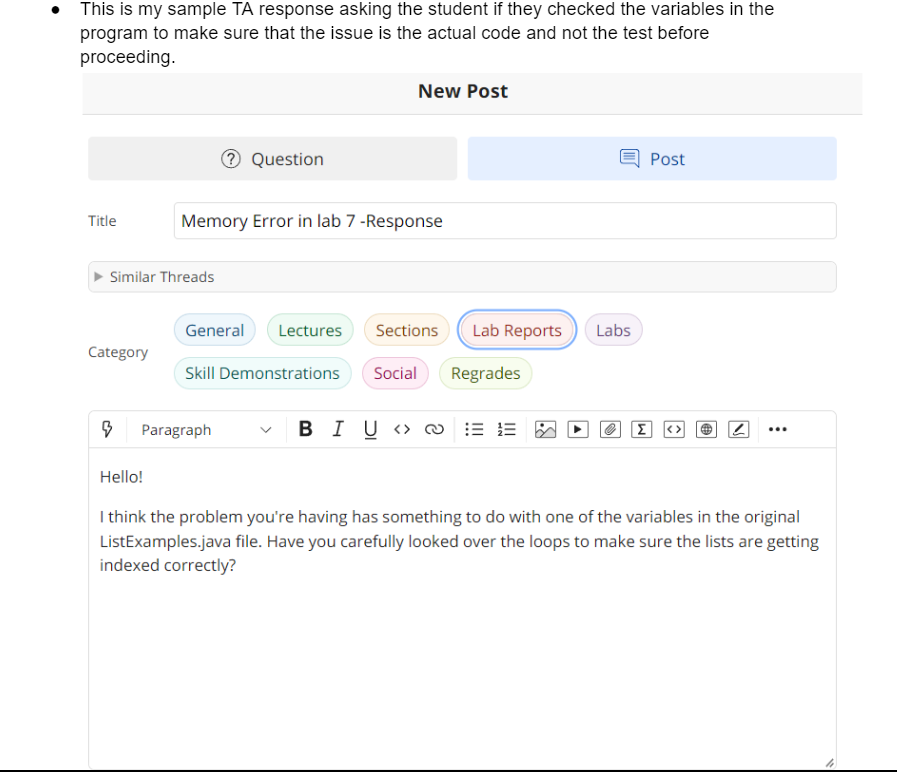 ● This is my sample TA response asking the student if they checked the variables in the
program to make sure that the issue is the actual code and not the test before
proceeding.
New Post
Question
Post
Title
Memory Error in lab 7 -Response
Similar Threads
General Lectures Sections Lab Reports Labs
Category
Skill Demonstrations Social Regrades
Paragraph B I U
Hello!
I think the problem you're having has something to do with one of the variables in the original
ListExamples.java file. Have you carefully looked over the loops to make sure the lists are getting
indexed correctly?